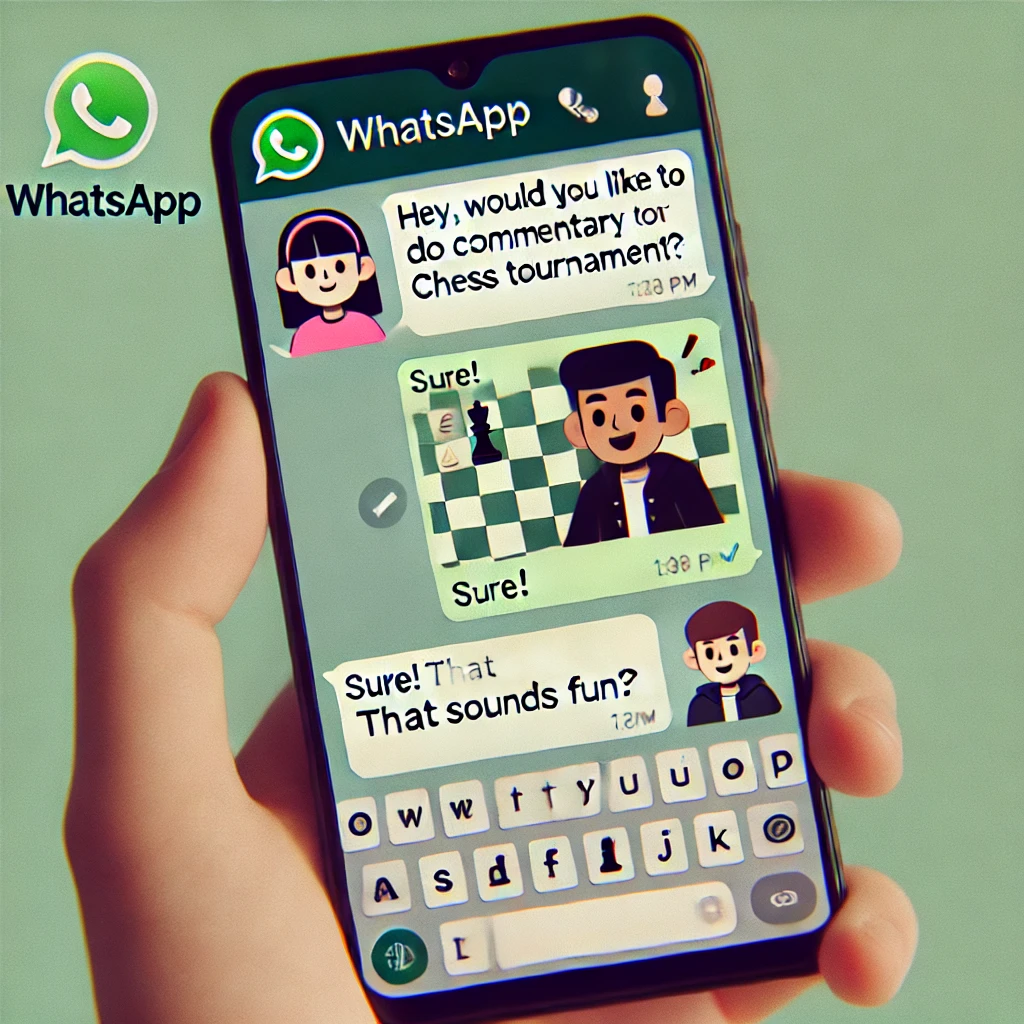 WhatsApp
WhatsApp
Hey, would you like to
do commentary tor
Chess tournament?
PM
Sure!
Sure!
Sure! That
That sounds fun?
o w w t t y u u o p
A s d f j k